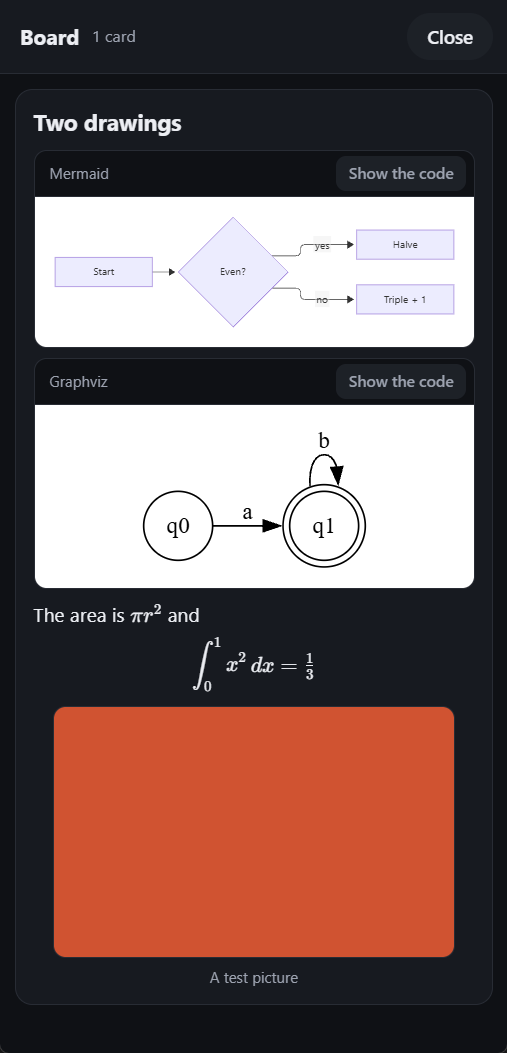 Board 1 card Close
Two drawings
Mermaid Show the code
Start Even? yes Halve
no Triple + 1
Graphviz Show the code
b
q0 a q1
The area is πr² and
∫₀¹ x² dx = 1/3
A test picture